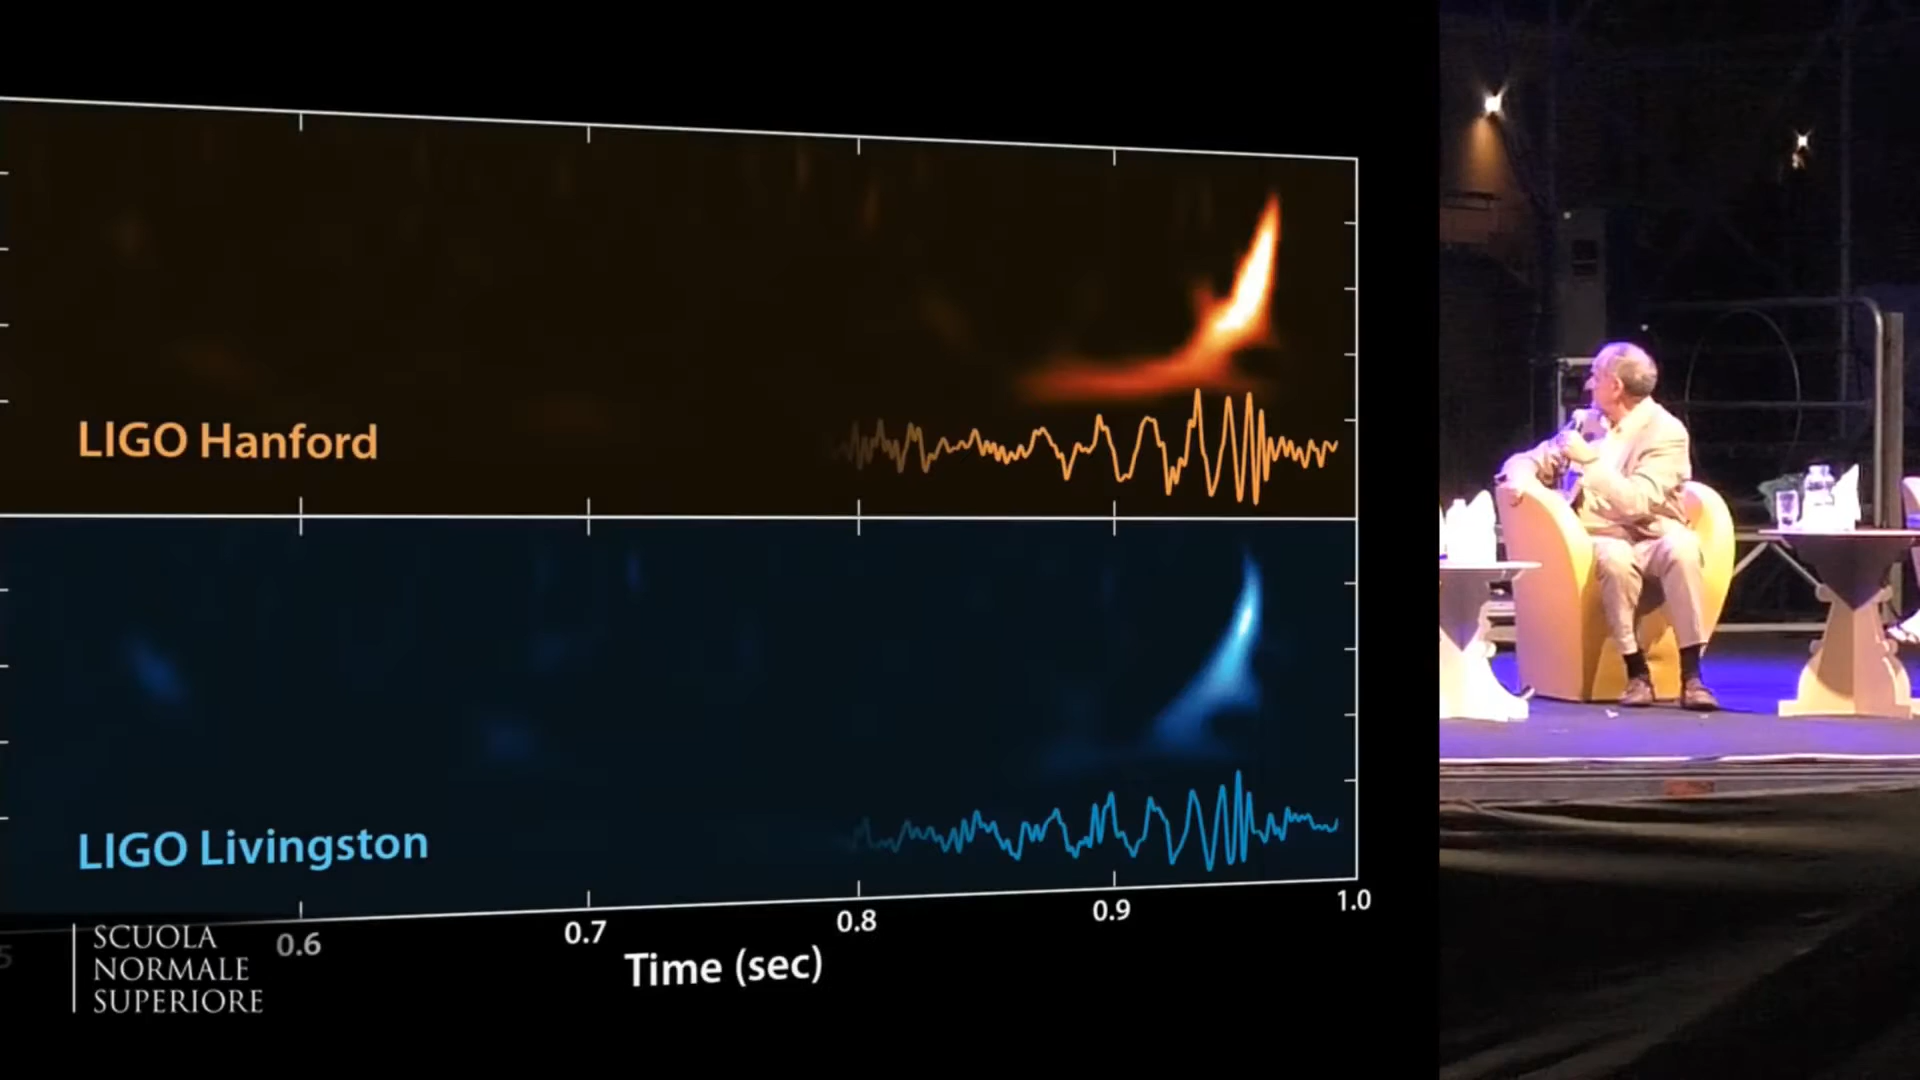 LIGO Hanford
LIGO Livingston
5
0.6
0.7
0.8
0.9
1.0
Time (sec)
SCUOLA
NORMALE
SUPERIORE